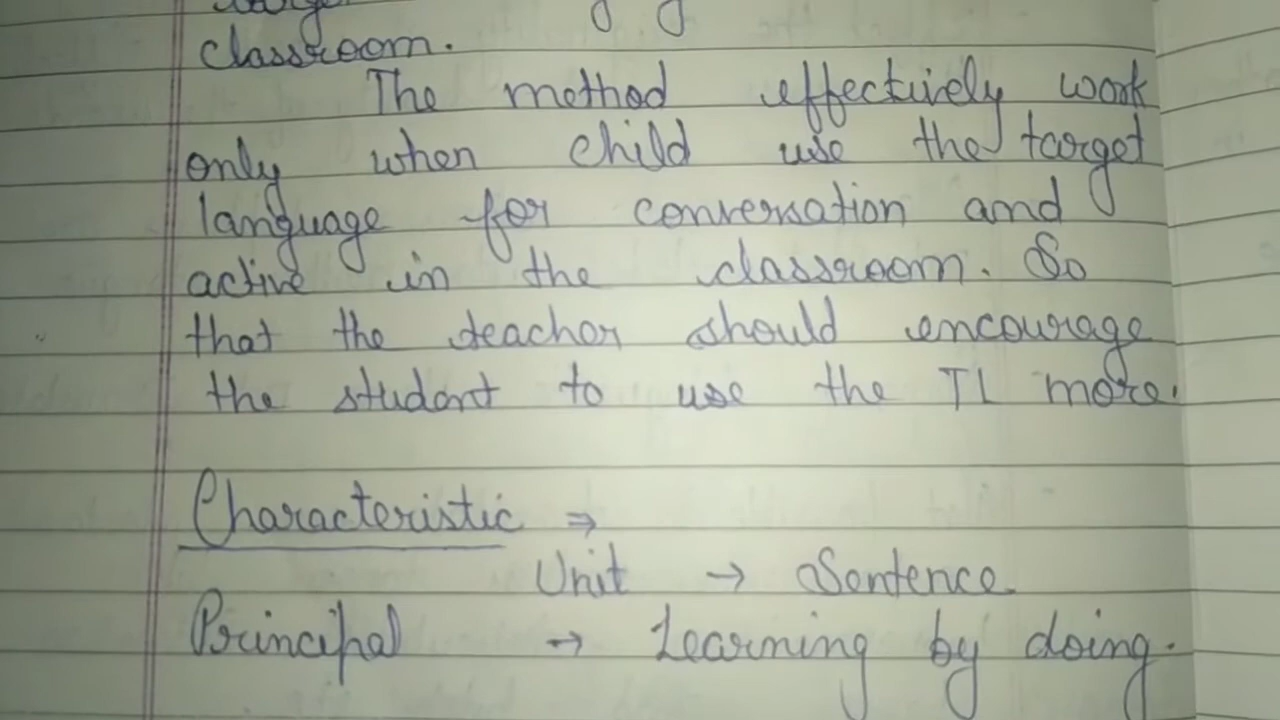 classroom.
The method effectively work
only when child use the target
language for conversation and
active in the classroom. So
that the teacher should encourage
the student to use the TL more.
Characteristic ⇒
Unit → Sentence
Principal → Learning by doing.